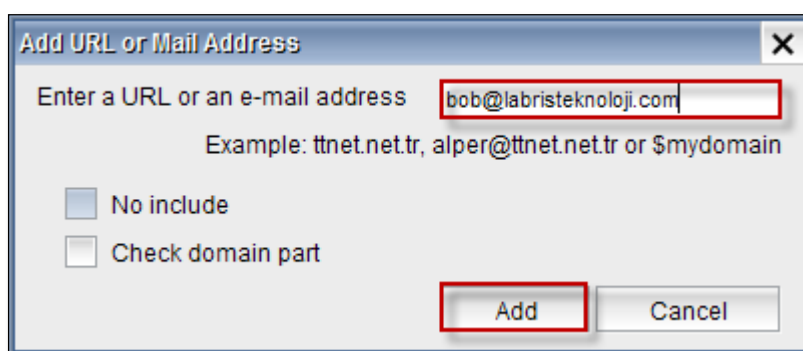 Add URL or Mail Address
Enter a URL or an e-mail address bob@labristeknoloji.com
Example: ttnet.net.tr, alper@ttnet.net.tr or $mydomain
No include
Check domain part
Add Cancel